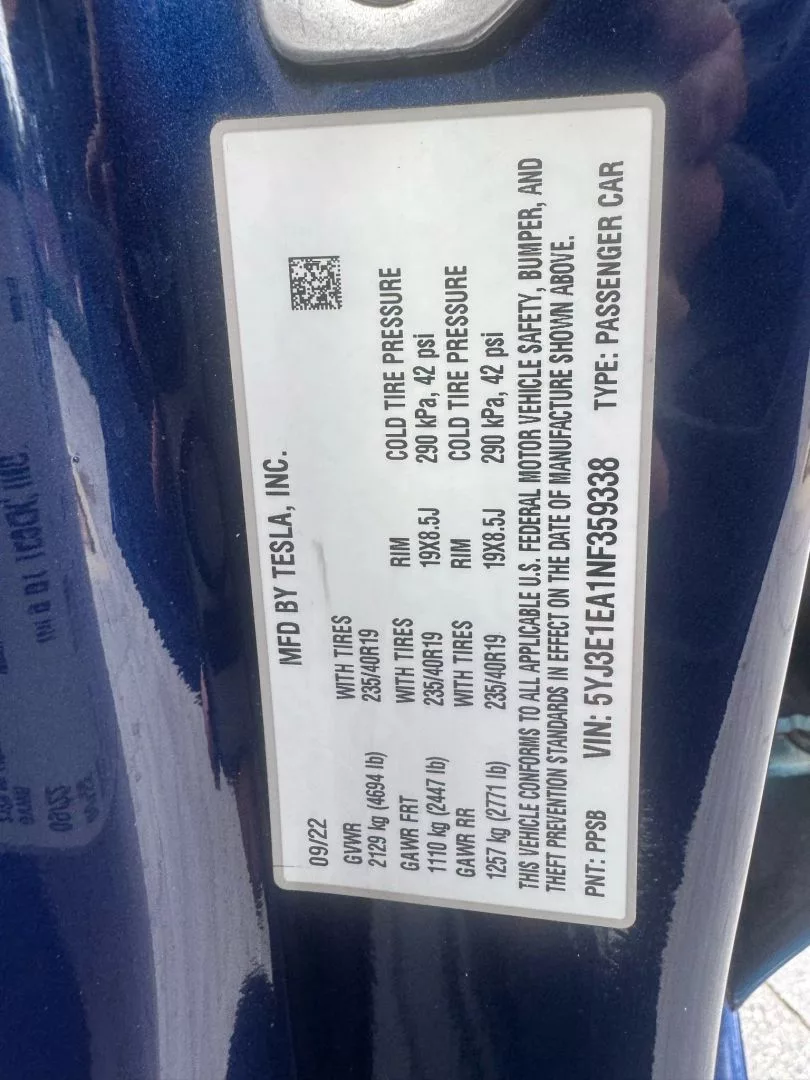 MFD BY TESLA, INC.
09/22
GVWR WITH TIRES
2129 kg (4694 lb) 235/40R19
GAWR FRT WITH TIRES RIM COLD TIRE PRESSURE
1110 kg (2447 lb) 235/40R19 19X8.5J 290 kPa, 42 psi
GAWR RR WITH TIRES RIM COLD TIRE PRESSURE
1257 kg (2771 lb) 235/40R19 19X8.5J 290 kPa, 42 psi
THIS VEHICLE CONFORMS TO ALL APPLICABLE U.S. FEDERAL MOTOR VEHICLE SAFETY, BUMPER, AND
THEFT PREVENTION STANDARDS IN EFFECT ON THE DATE OF MANUFACTURE SHOWN ABOVE.
PNT: PPSB VIN: 5YJ3E1EA1NF359338 TYPE: PASSENGER CAR